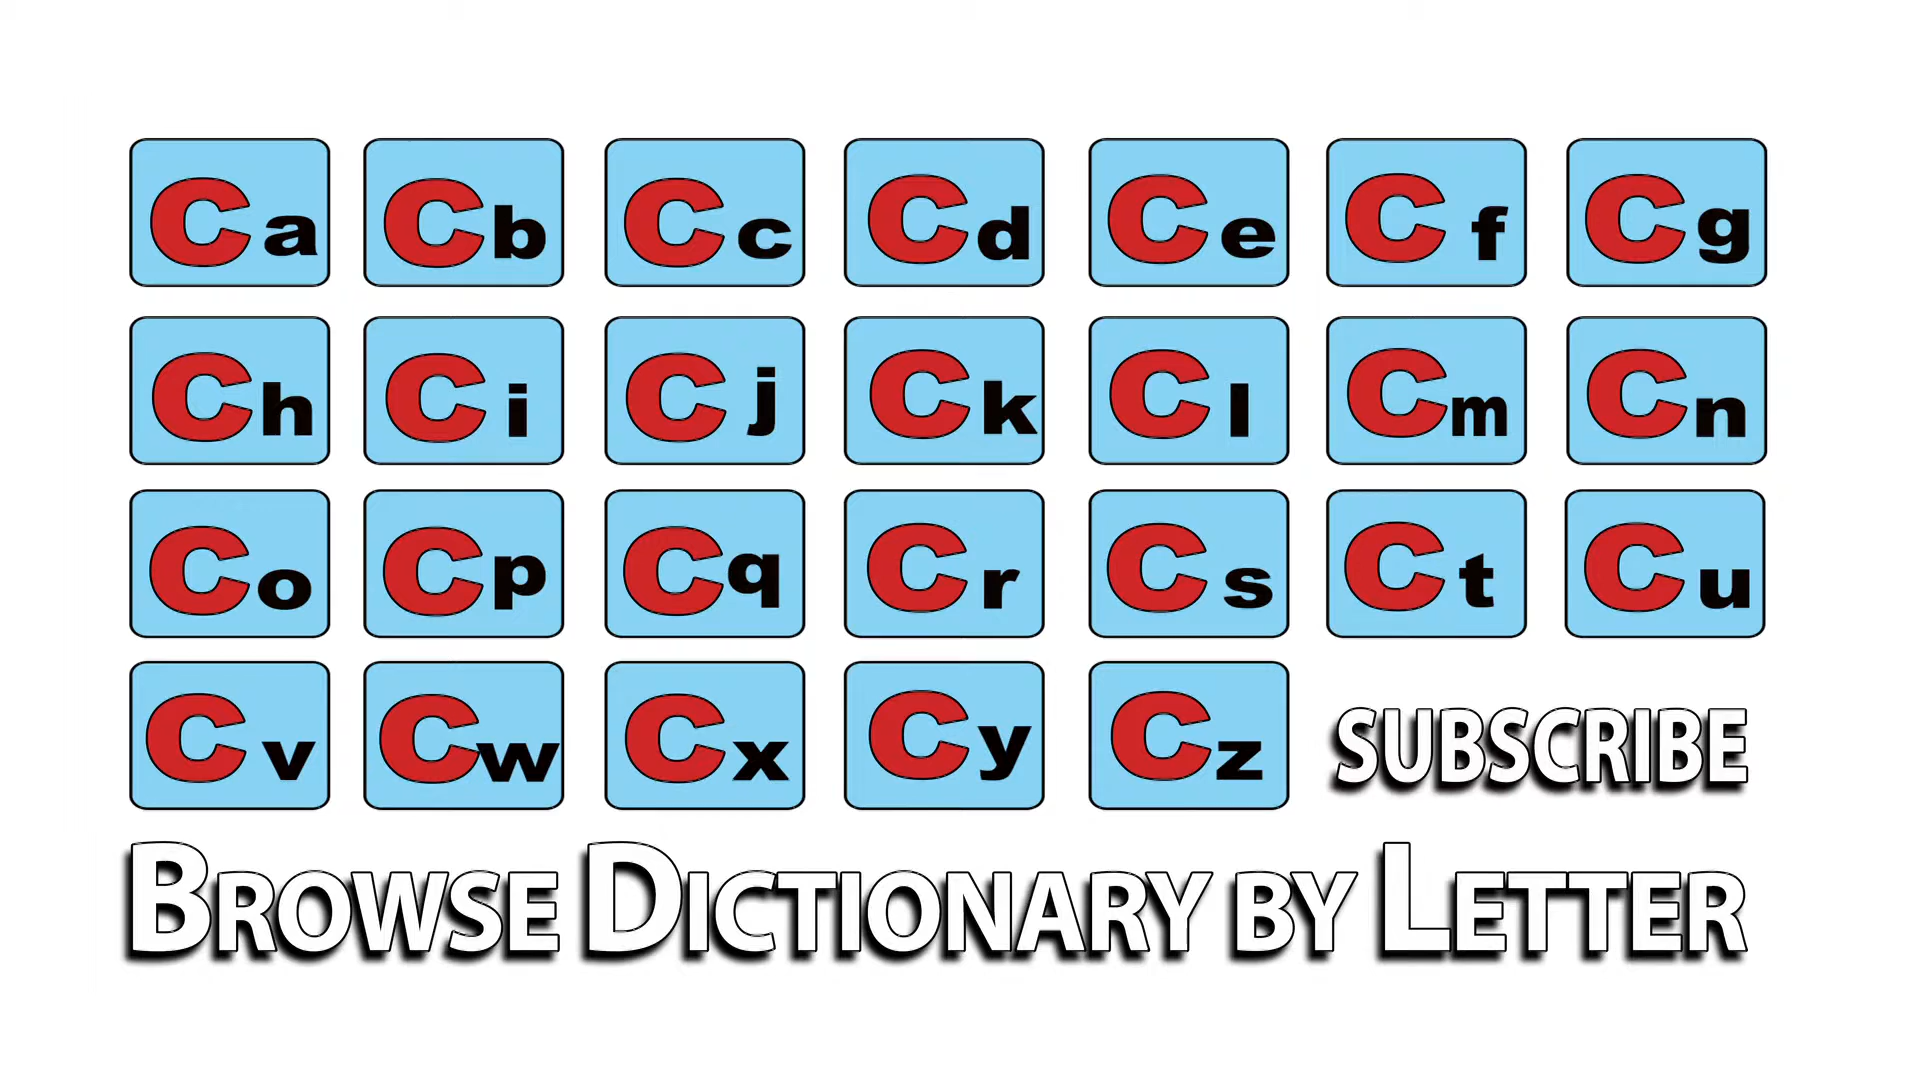 Ca Cb Cc Cd Ce Cf Cg
Ch Ci Cj Ck Cl Cm Cn
Co Cp Cq Cr Cs Ct Cu
Cv Cw Cx Cy Cz SUBSCRIBE
BROWSE DICTIONARY BY LETTER